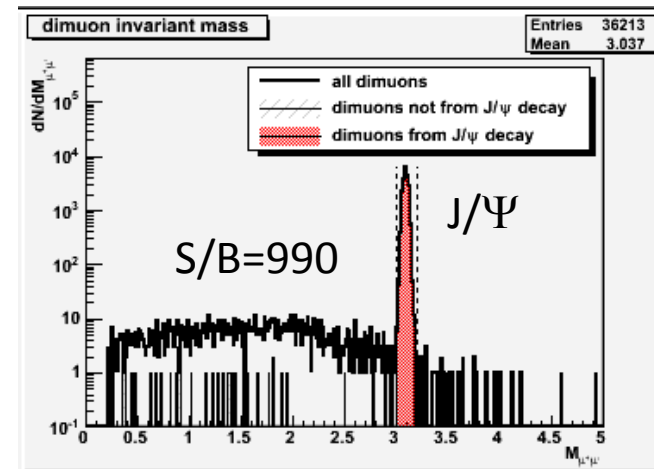 dimuon invariant mass
Entries 36213
Mean 3.037
dN/dM μ⁺μ⁻
all dimuons
dimuons not from J/ψ decay
dimuons from J/ψ decay
10⁵
10⁴
10³
10²
10
1
10⁻¹
J/Ψ
S/B=990
0 0.5 1 1.5 2 2.5 3 3.5 4 4.5 5
M μ⁺μ⁻